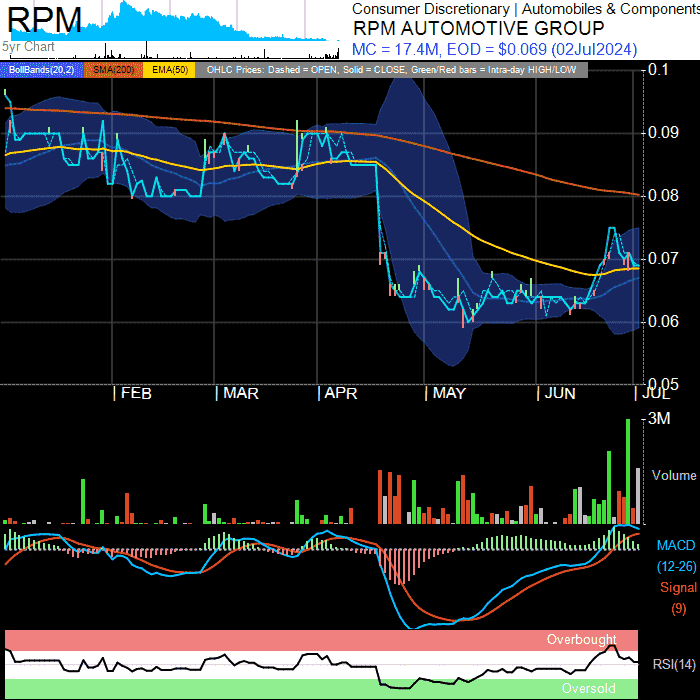 RPM
5yr Chart
Consumer Discretionary | Automobiles & Components
RPM AUTOMOTIVE GROUP
MC = 17.4M, EOD = $0.069 (02Jul2024)
BollBands(20,2) SMA(200) EMA(50) OHLC Prices: Dashed = OPEN, Solid = CLOSE, Green/Red bars = Intra-day HIGH/LOW
0.1
0.09
0.08
0.07
0.06
0.05
FEB MAR APR MAY JUN JUL
3M
Volume
MACD
(12-26)
Signal
(9)
Overbought
RSI(14)
Oversold